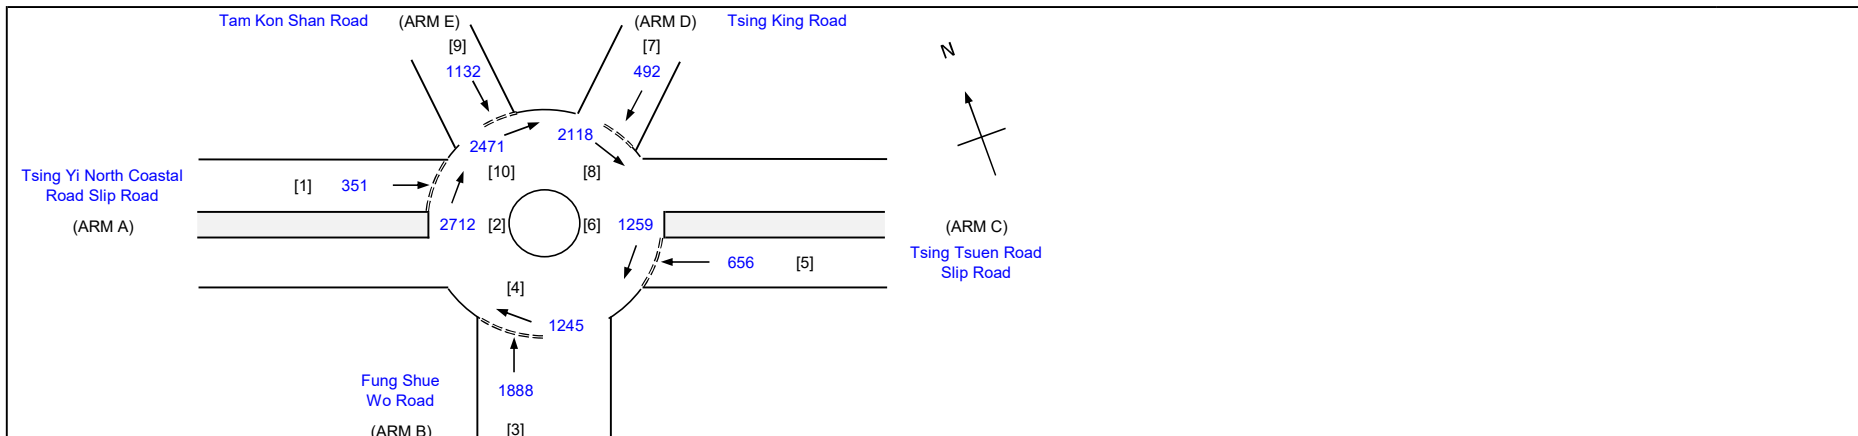 Tam Kon Shan Road (ARM E) (ARM D) Tsing King Road
[9] [7] N
1132 492
2471 2118
[10] [8]
Tsing Yi North Coastal
Road Slip Road
[1] 351
(ARM A) 2712 [2] [6] 1259 (ARM C)
Tsing Tsuen Road
Slip Road
656 [5]
[4]
1245
Fung Shue
Wo Road
1888
(ARM B) [3]